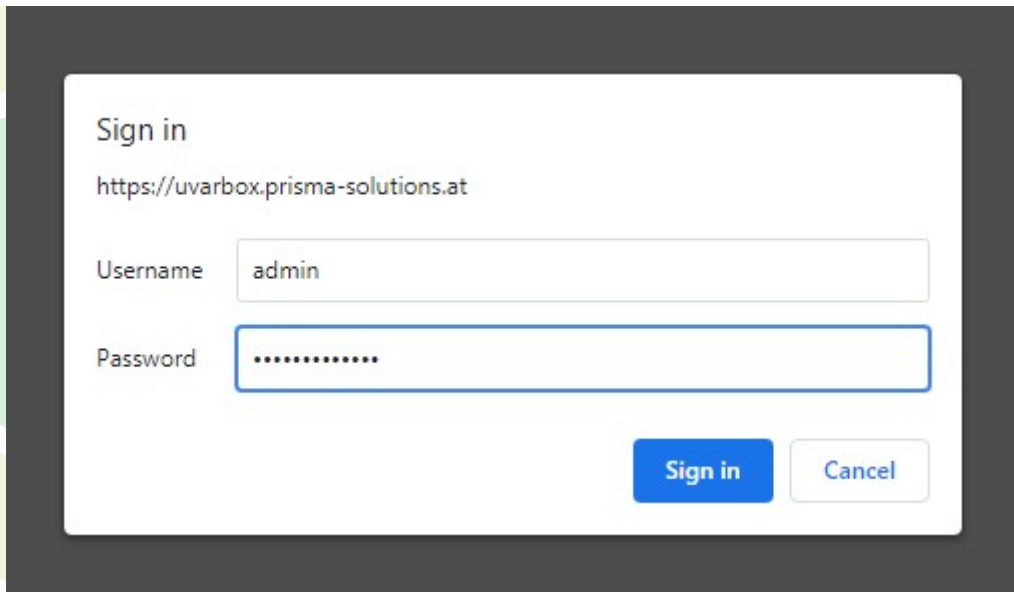 Sign in
https://uvarbox.prisma-solutions.at
Username admin
Password •••••••••••••
Sign in Cancel